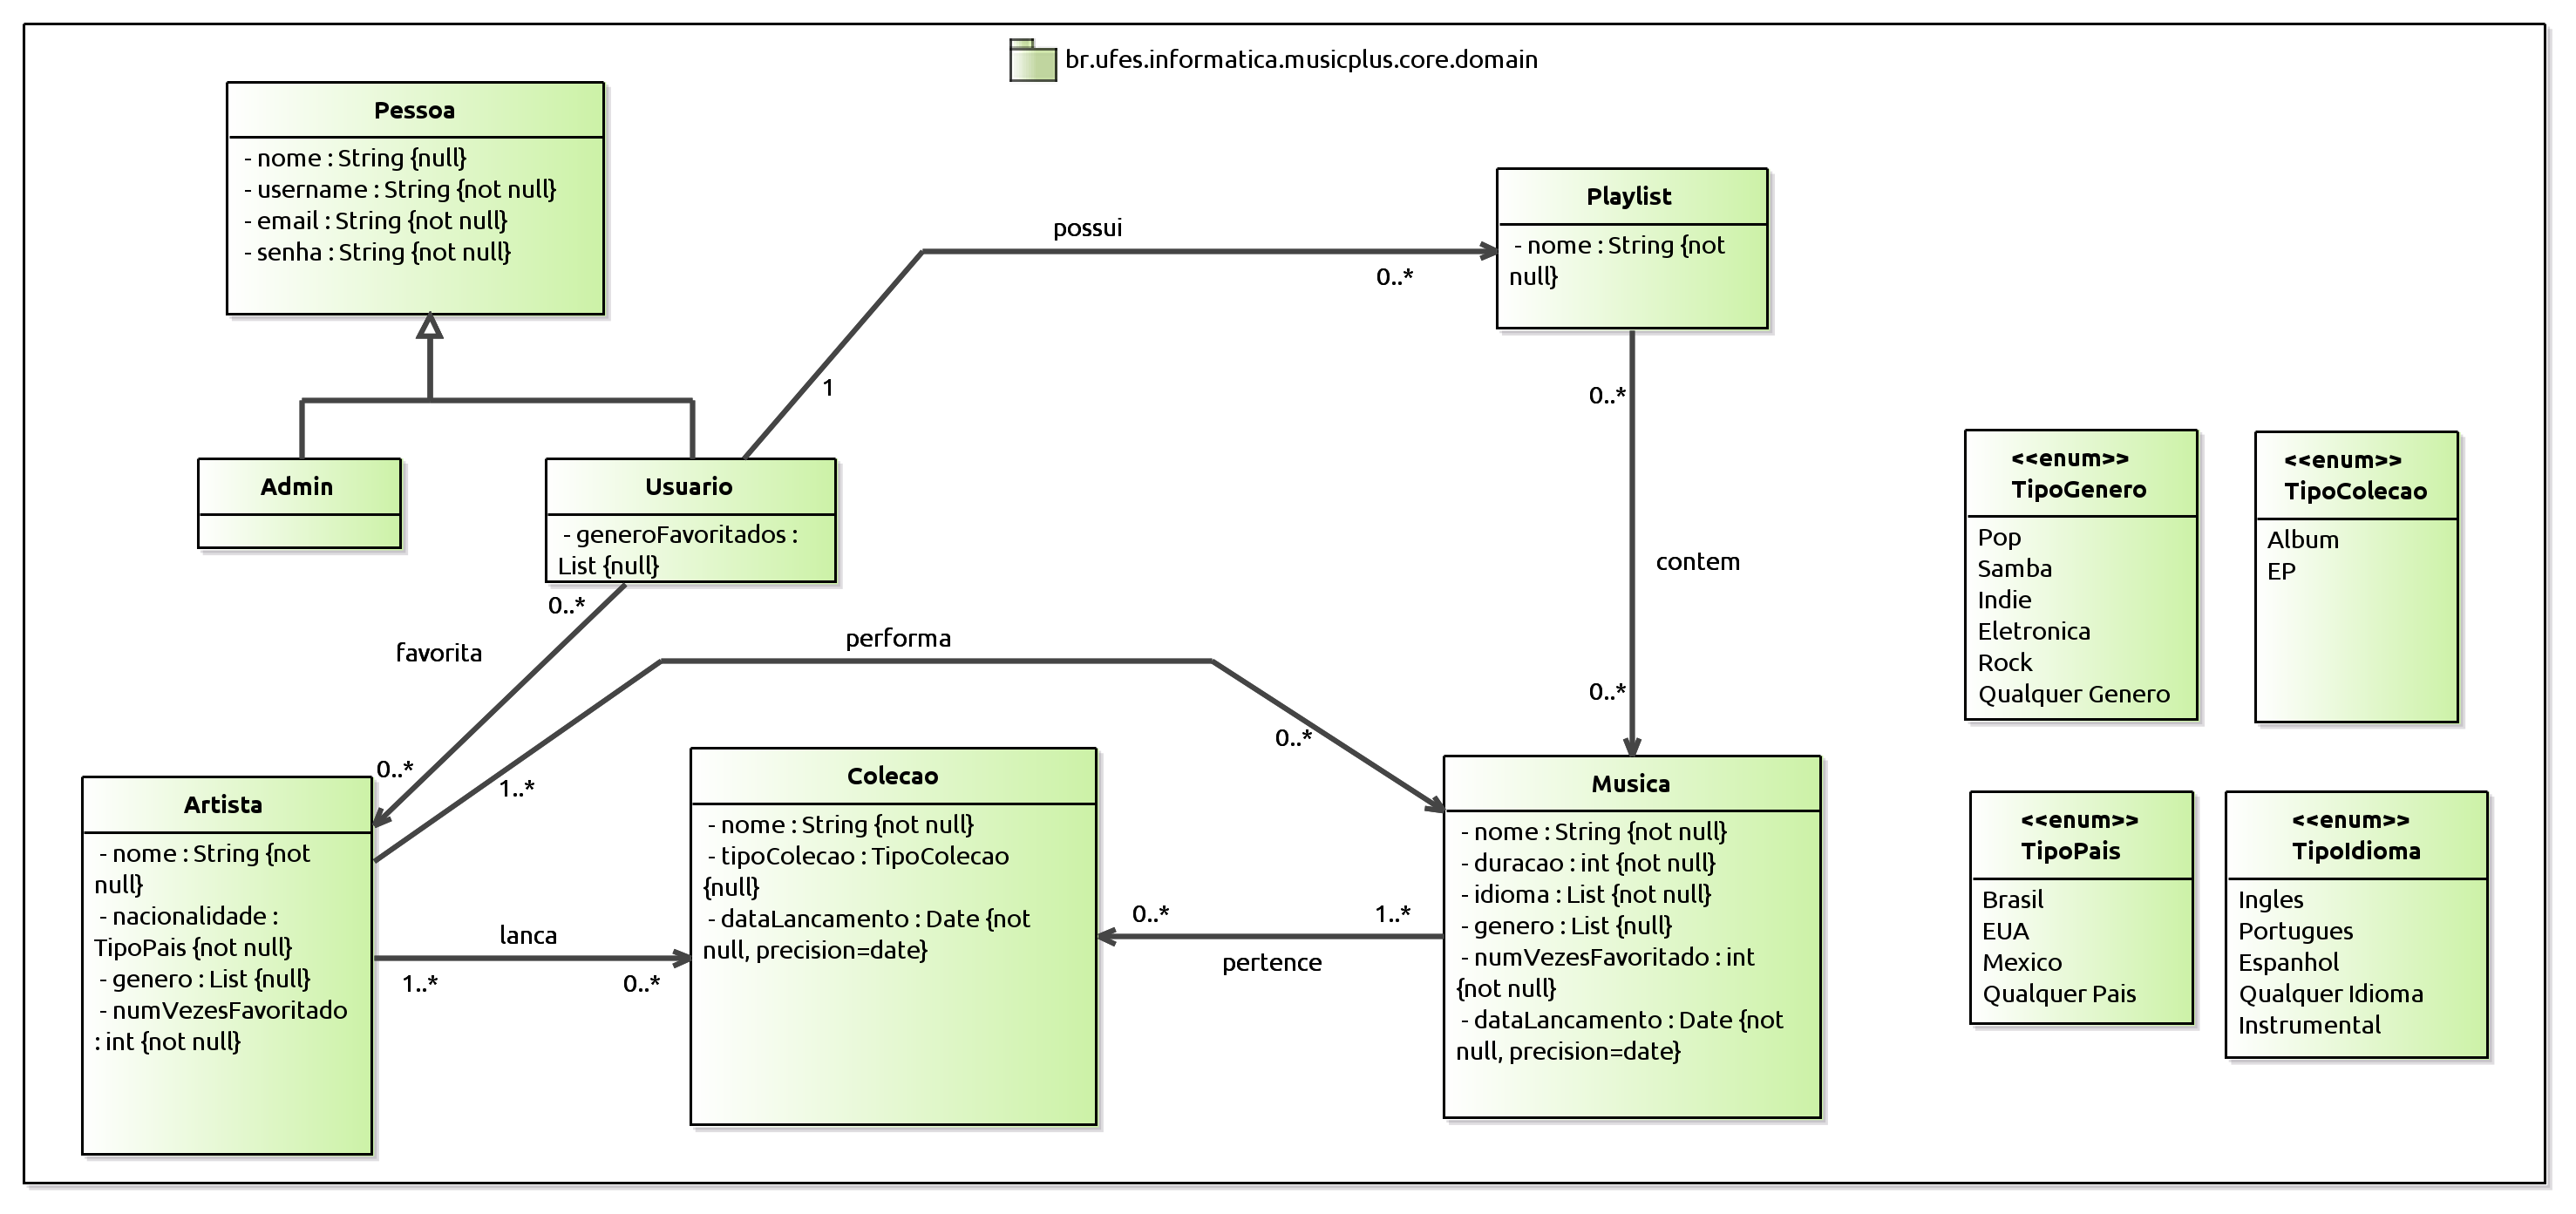 br.ufes.informatica.musicplus.core.domain
Pessoa
- nome : String {null}
- username : String {not null}
- email : String {not null}
- senha : String {not null}
Playlist
- nome : String {not
null}
possui
0..*
1
Admin
Usuario
- generoFavoritados :
List {null}
0..*
contem
0..*
<<enum>>
TipoGenero
Pop
Samba
Indie
Eletronica
Rock
Qualquer Genero
<<enum>>
TipoColecao
Album
EP
0..*
favorita
0..*
performa
1..*
0..*
Artista
- nome : String {not
null}
- nacionalidade :
TipoPais {not null}
- genero : List {null}
- numVezesFavoritado
: int {not null}
lanca
1..*
0..*
Colecao
- nome : String {not null}
- tipoColecao : TipoColecao
{null}
- dataLancamento : Date {not
null, precision=date}
0..*
1..*
pertence
Musica
- nome : String {not null}
- duracao : int {not null}
- idioma : List {not null}
- genero : List {null}
- numVezesFavoritado : int
{not null}
- dataLancamento : Date {not
null, precision=date}
<<enum>>
TipoPais
Brasil
EUA
Mexico
Qualquer Pais
<<enum>>
TipoIdioma
Ingles
Portugues
Espanhol
Qualquer Idioma
Instrumental